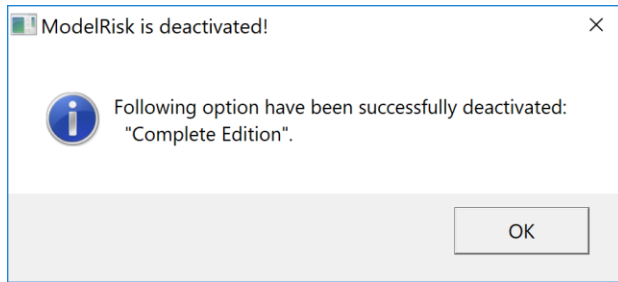 ModelRisk is deactivated!
Following option have been successfully deactivated:
"Complete Edition".
OK